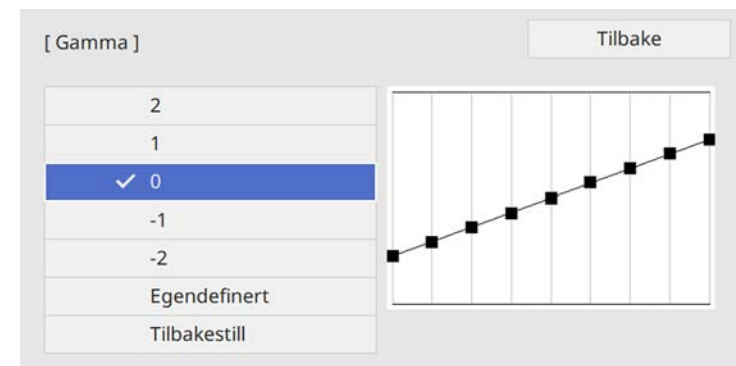 [ Gamma ]
Tilbake
2
1
0
-1
-2
Egendefinert
Tilbakestill